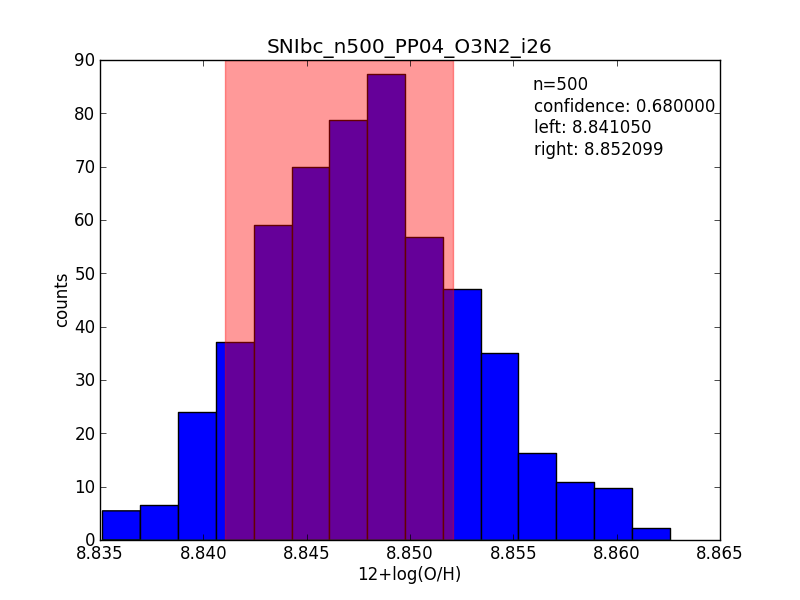 SNIbc_n500_PP04_O3N2_i26
90
80
70
60
50
40
30
20
10
0
counts
n=500
confidence: 0.680000
left: 8.841050
right: 8.852099
8.835 8.840 8.845 8.850 8.855 8.860 8.865
12+log(O/H)